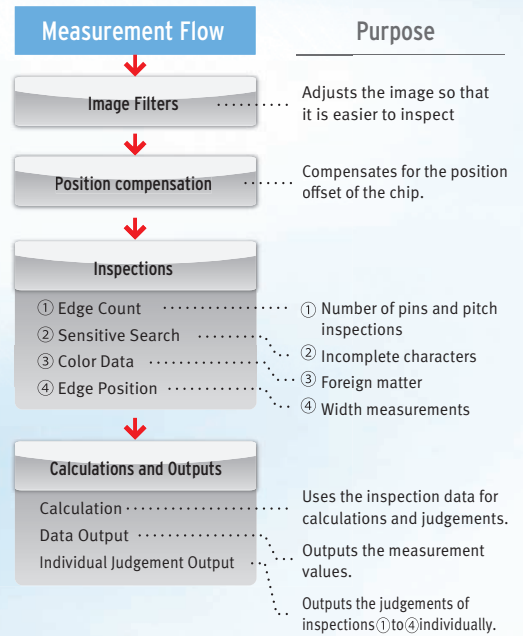 Measurement Flow
Purpose
Image Filters
Adjusts the image so that
it is easier to inspect
Position compensation
Compensates for the position
offset of the chip.
Inspections
① Edge Count
② Sensitive Search
③ Color Data
④ Edge Position
① Number of pins and pitch
inspections
② Incomplete characters
③ Foreign matter
④ Width measurements
Calculations and Outputs
Calculation
Data Output
Individual Judgement Output
Uses the inspection data for
calculations and judgements.
Outputs the measurement
values.
Outputs the judgements of
inspections①to④individually.